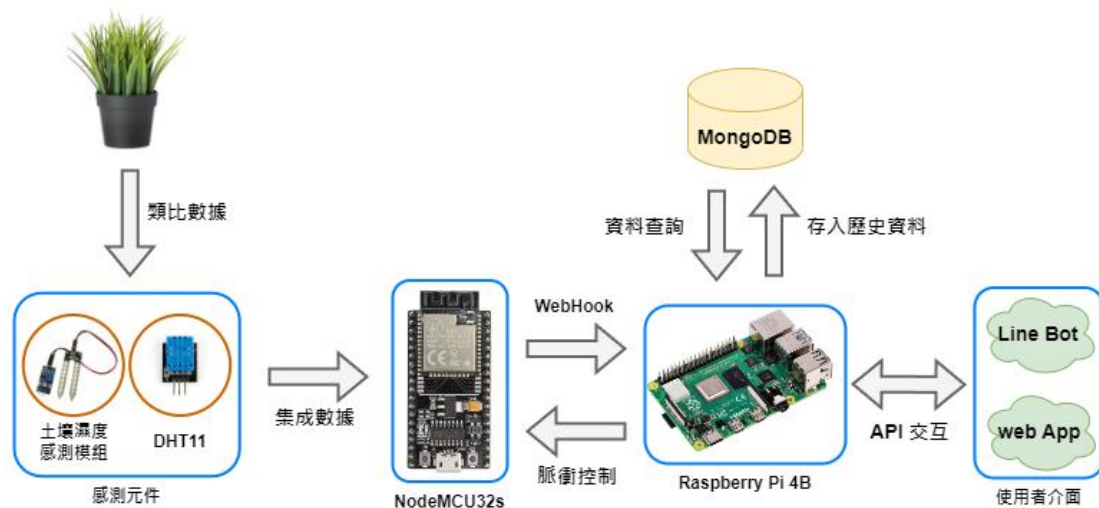 類比數據
MongoDB
資料查詢
存入歷史資料
土壤濕度
感測模組
DHT11
感測元件
集成數據
NodeMCU32s
WebHook
脈衝控制
Raspberry Pi 4B
API 交互
Line Bot
web App
使用者介面